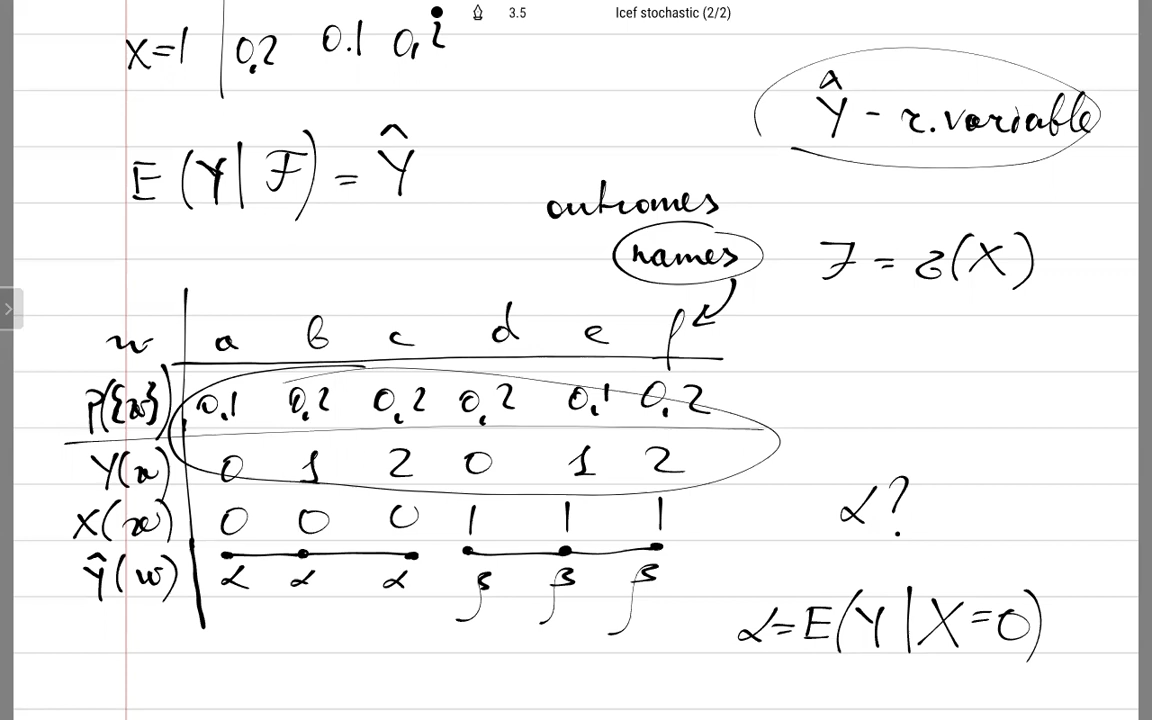 3.5 Icef stochastic (2/2)
X=1 | 0,2 0.1 0,2
Ŷ - r.variable
E(Y|F) = Ŷ
outcomes
names
F = σ(X)
w a b c d e f
P({w}) 0,1 0,2 0,2 0,2 0,1 0,2
Y(w) 0 1 2 0 1 2
X(w) 0 0 0 1 1 1
α?
Ŷ(w) α α α β β β
α=E(Y|X=0)